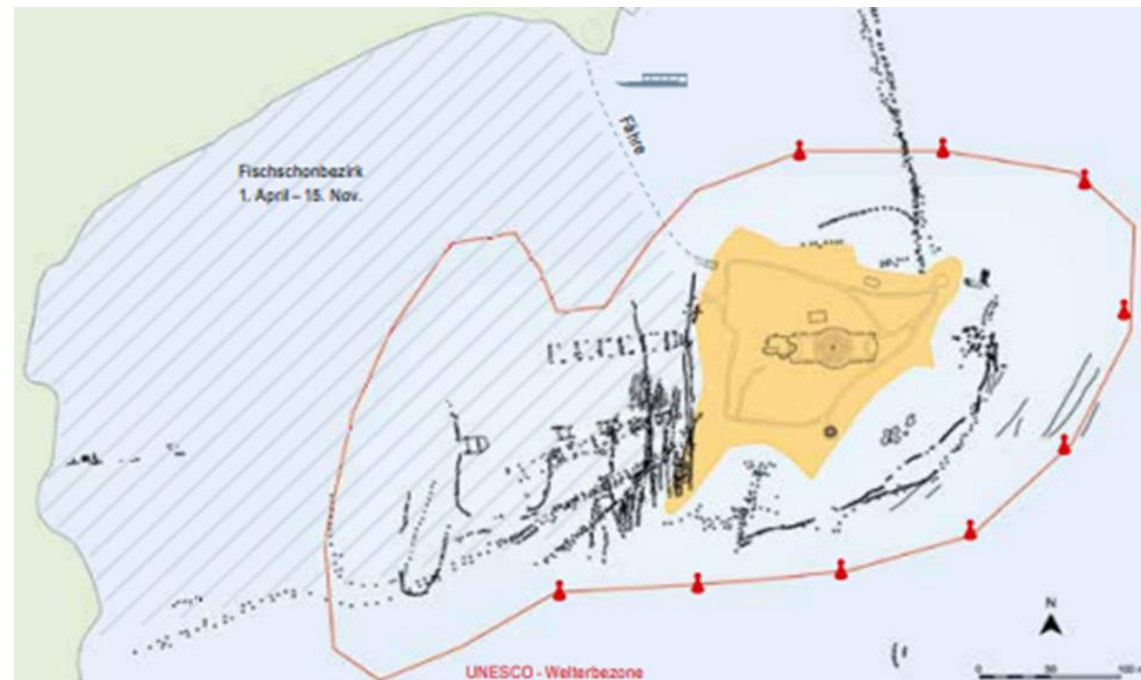 Fähre
Fischschonbezirk
1. April – 15. Nov.
N
UNESCO - Welterbezone
0 50 100 m